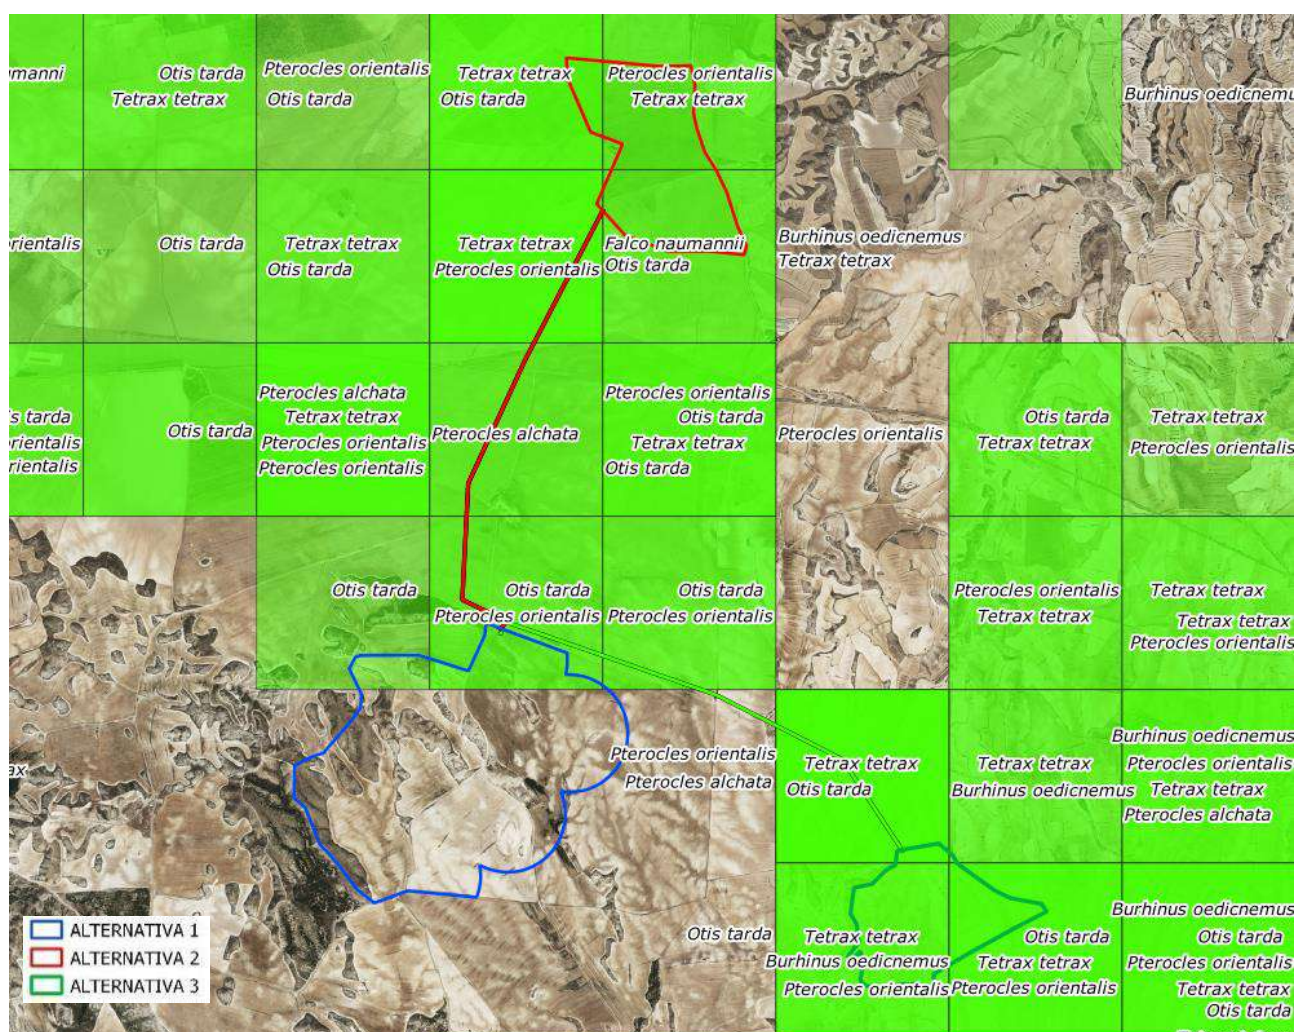 umanni
Otis tarda
Tetrax tetrax
Pterocles orientalis
Otis tarda
Tetrax tetrax
Otis tarda
Pterocles orientalis
Tetrax tetrax
Burhinus oedicnemu
orientalis
Otis tarda
Tetrax tetrax
Otis tarda
Tetrax tetrax
Pterocles orientalis
Falco naumannii
Otis tarda
Burhinus oedicnemus
Tetrax tetrax
s tarda
orientalis
orientalis
Otis tarda
Pterocles alchata
Tetrax tetrax
Pterocles orientalis
Pterocles orientalis
Pterocles alchata
Pterocles orientalis
Otis tarda
Tetrax tetrax
Otis tarda
Pterocles orientalis
Otis tarda
Tetrax tetrax
Tetrax tetrax
Pterocles orientalis
Otis tarda
Otis tarda
Pterocles orientalis
Otis tarda
Pterocles orientalis
Pterocles orientalis
Tetrax tetrax
Tetrax tetrax
Tetrax tetrax
Pterocles orientalis
ax
Pterocles orientalis
Pterocles alchata
Tetrax tetrax
Otis tarda
Tetrax tetrax
Burhinus oedicnemus
Burhinus oedicnemus
Pterocles orientalis
Tetrax tetrax
Pterocles alchata
Otis tarda
Tetrax tetrax
Burhinus oedicnemus
Pterocles orientalis
Otis tarda
Tetrax tetrax
Pterocles orientalis
Burhinus oedicnemus
Otis tarda
Pterocles orientalis
Tetrax tetrax
Otis tarda
ALTERNATIVA 1
ALTERNATIVA 2
ALTERNATIVA 3